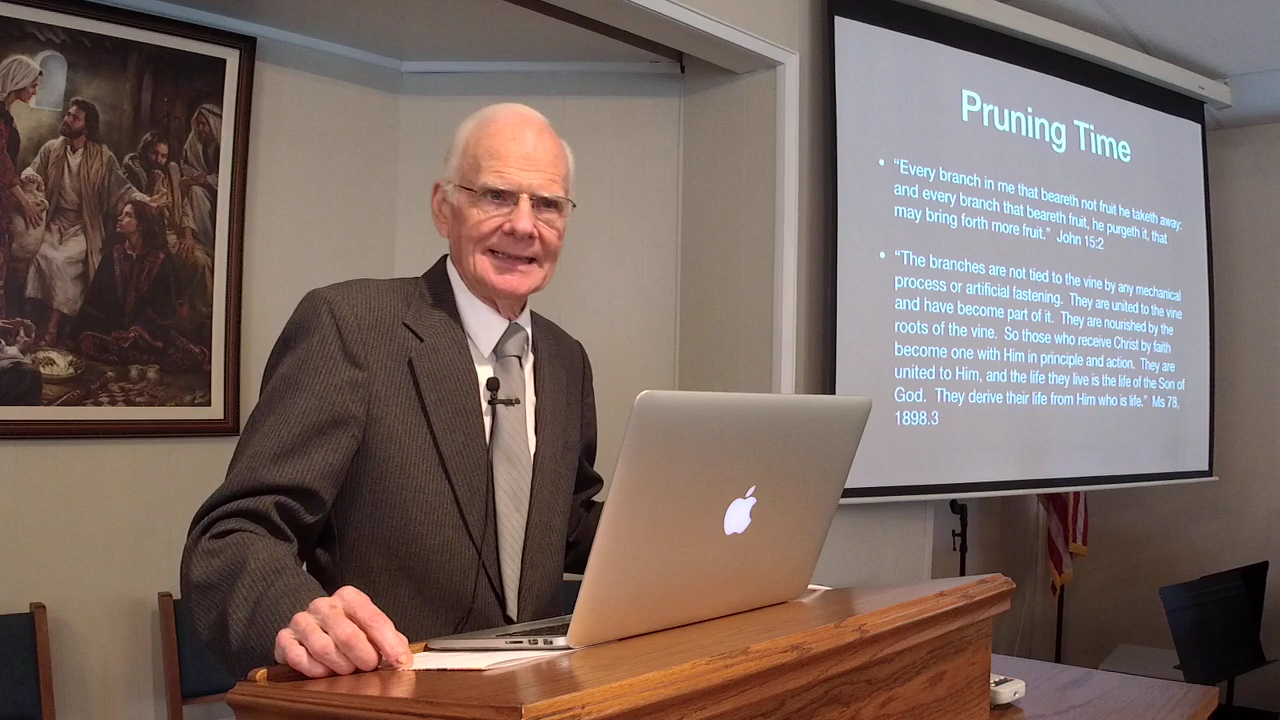 Pruning Time
• “Every branch in me that beareth not fruit he taketh away:
and every branch that beareth fruit, he purgeth it, that
may bring forth more fruit.” John 15:2
• “The branches are not tied to the vine by any mechanical
process or artificial fastening. They are united to the vine
and have become part of it. They are nourished by the
roots of the vine. So those who receive Christ by faith
become one with Him in principle and action. They are
united to Him, and the life they live is the life of the Son of
God. They derive their life from Him who is life.” Ms 78,
1898.3